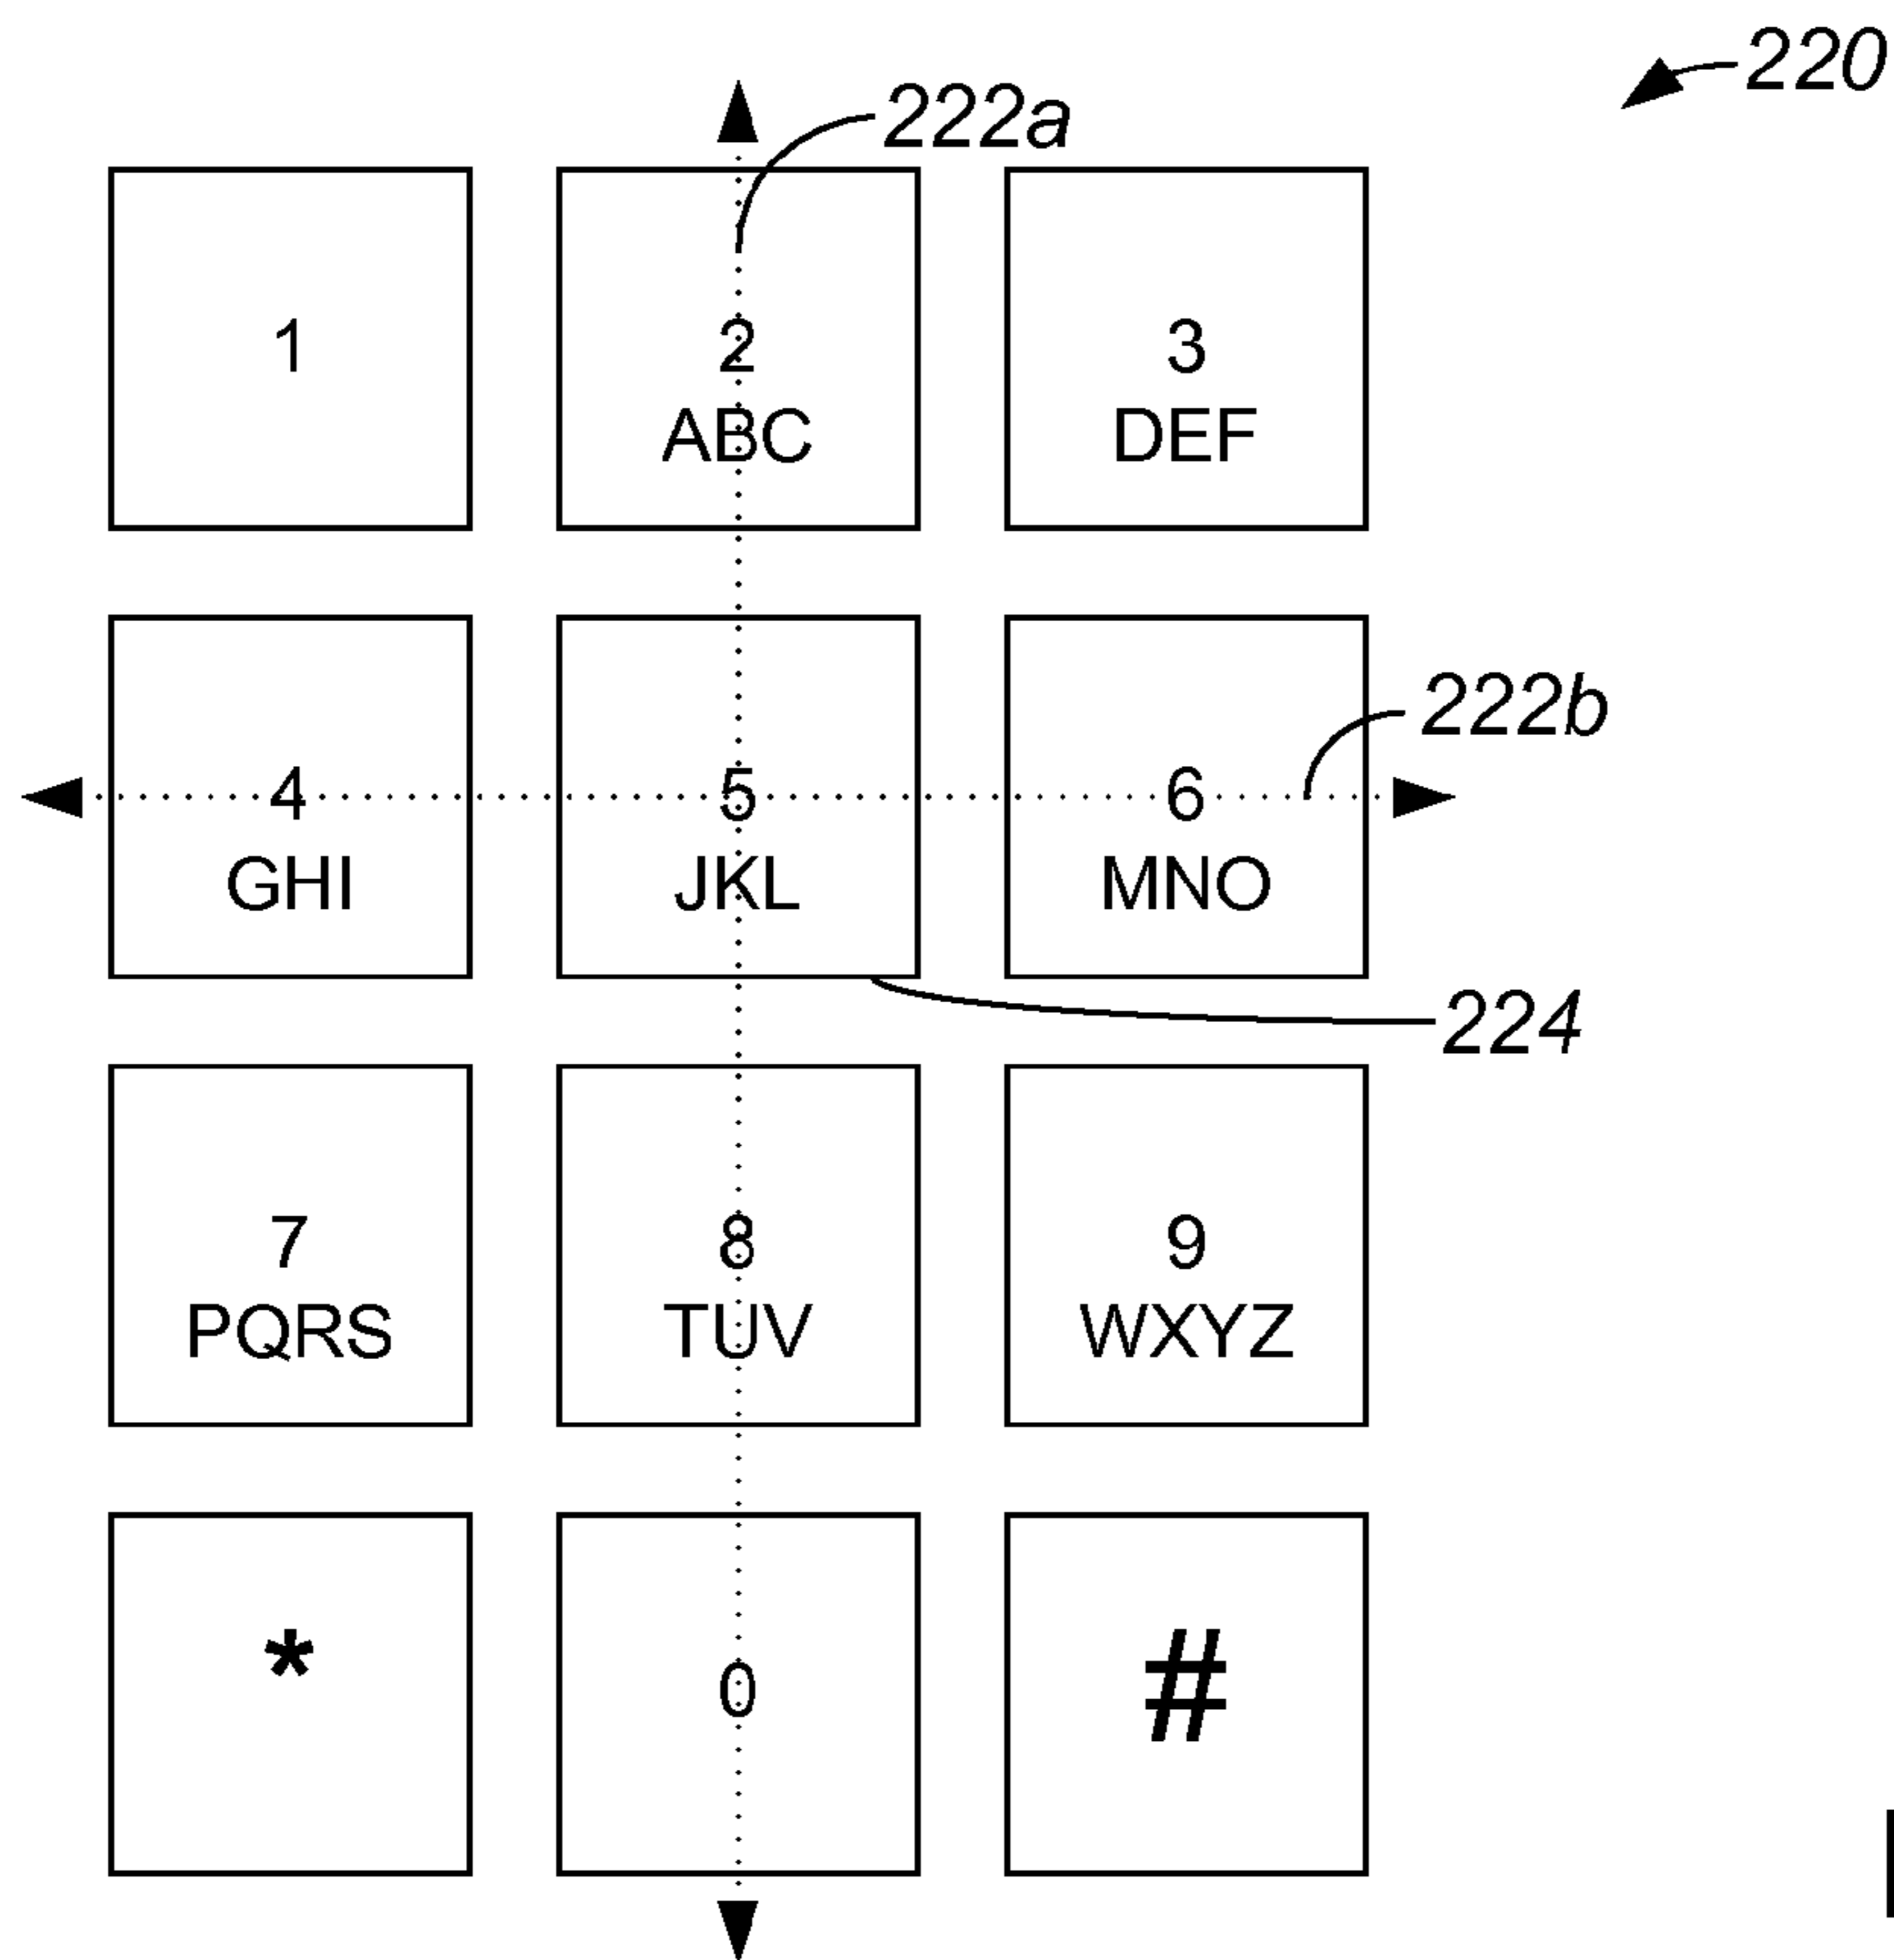 220
222a
1 2 3
ABC DEF
222b
4 5 6
GHI JKL MNO
224
7 8 9
PQRS TUV WXYZ
* 0 #